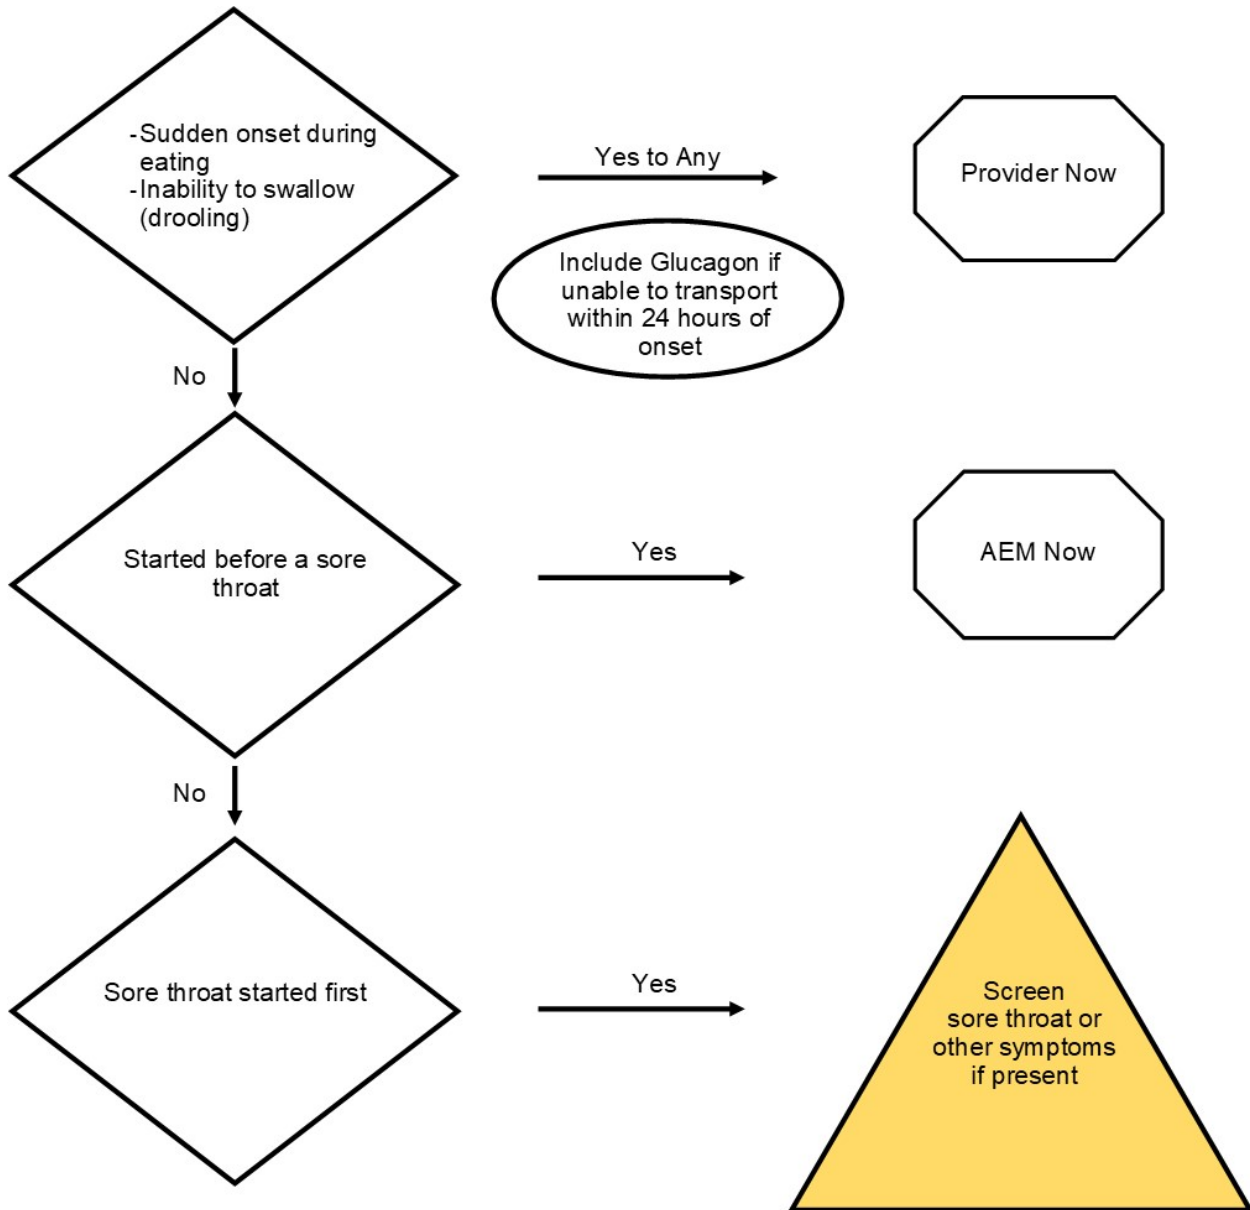 -Sudden onset during
eating
-Inability to swallow
(drooling)
Yes to Any
Provider Now
Include Glucagon if
unable to transport
within 24 hours of
onset
No
Started before a sore
throat
Yes
AEM Now
No
Sore throat started first
Yes
Screen
sore throat or
other symptoms
if present